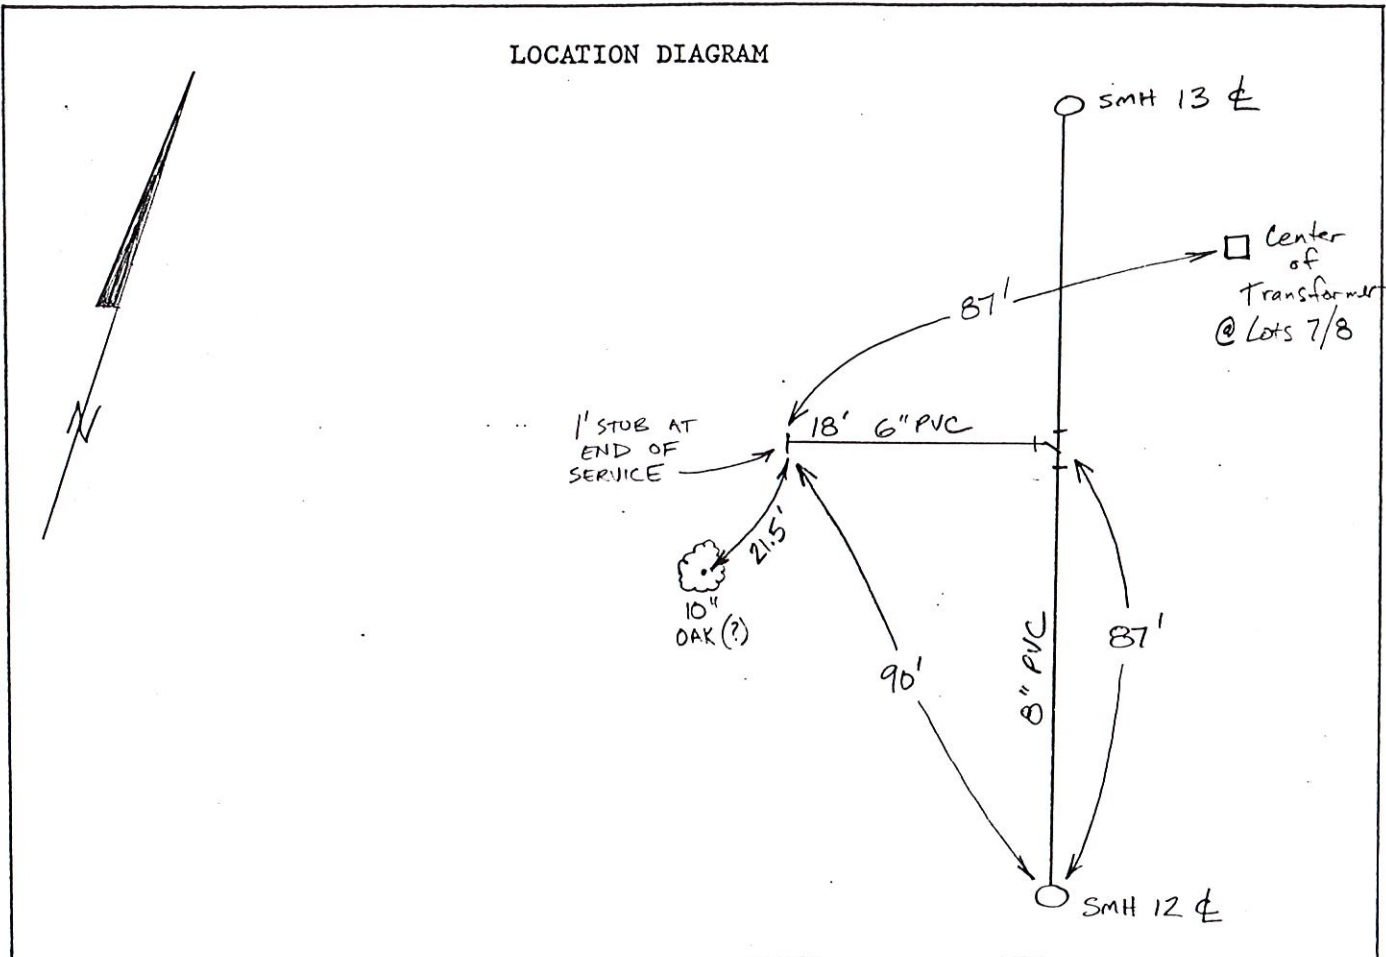 LOCATION DIAGRAM
SMH 13 ℄
Center
of
Transformer
@ Lots 7/8
87'
1' STUB AT
END OF
SERVICE
18' 6" PVC
21.5'
10"
OAK (?)
N
90'
8" PVC
87'
SMH 12 ℄